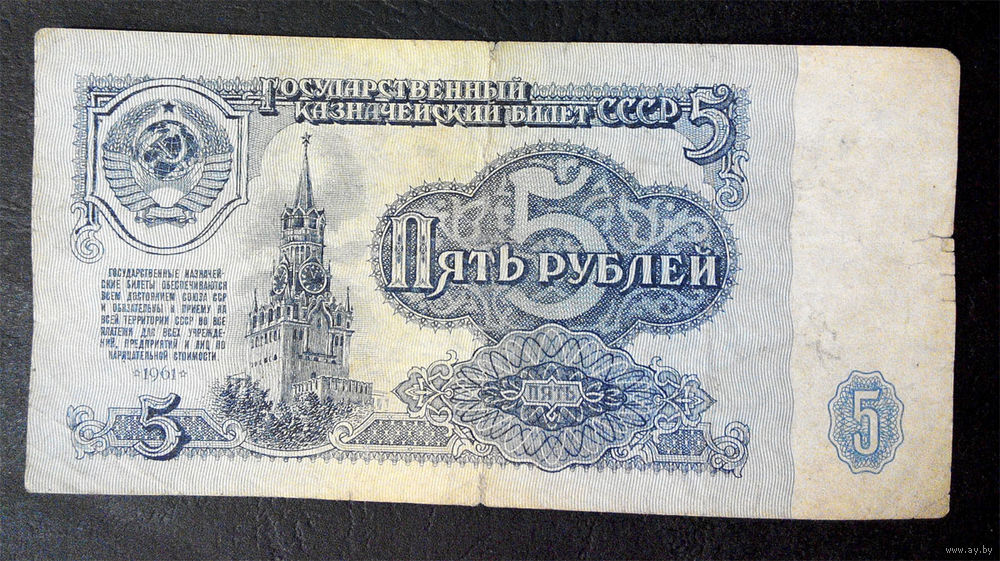 ГОСУДАРСТВЕННЫЙ
КАЗНАЧЕЙСКИЙ БИЛЕТ СССР 5
5
ПЯТЬ РУБЛЕЙ
ГОСУДАРСТВЕННЫЕ КАЗНАЧЕЙ-
СКИЕ БИЛЕТЫ ОБЕСПЕЧИВАЮТСЯ
ВСЕМ ДОСТОЯНИЕМ СОЮЗА ССР
И ОБЯЗАТЕЛЬНЫ К ПРИЕМУ НА
ВСЕЙ ТЕРРИТОРИИ СССР ВО ВСЕ
ПЛАТЕЖИ ДЛЯ ВСЕХ УЧРЕЖДЕ-
НИЙ, ПРЕДПРИЯТИЙ И ЛИЦ ПО
НАРИЦАТЕЛЬНОЙ СТОИМОСТИ
☆1961☆
ПЯТЬ
5
5
www.ay.by